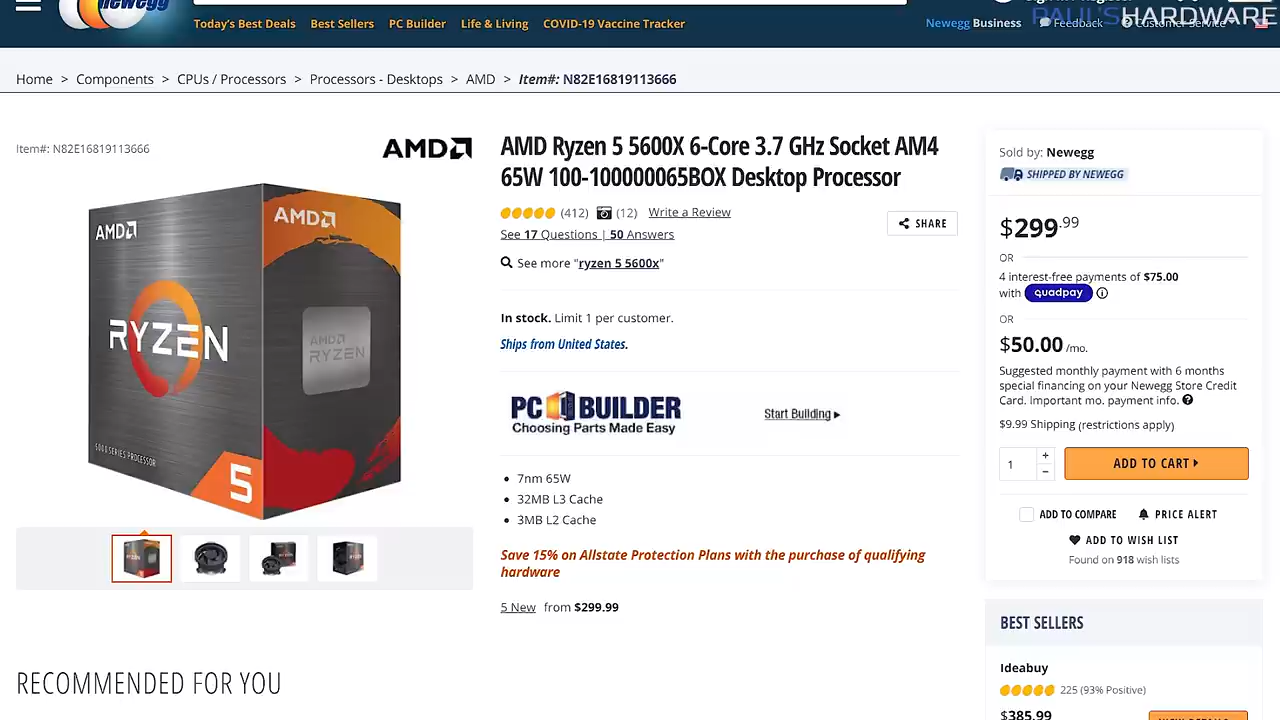 newegg
PAUL'SHARDWARE
Today's Best Deals Best Sellers PC Builder Life & Living COVID-19 Vaccine Tracker
Newegg Business Feedback Customer Service
Home > Components > CPUs / Processors > Processors - Desktops > AMD > Item#: N82E16819113666
Item#: N82E16819113666
AMD
AMD
AMD
RYZEN
AMD
RYZEN
5000 SERIES PROCESSOR
5
AMD Ryzen 5 5600X 6-Core 3.7 GHz Socket AM4
65W 100-100000065BOX Desktop Processor
(412) (12) Write a Review
See 17 Questions | 50 Answers
See more "ryzen 5 5600x"
SHARE
In stock. Limit 1 per customer.
Ships from United States.
PC BUILDER
Choosing Parts Made Easy
Start Building
7nm 65W
32MB L3 Cache
3MB L2 Cache
Save 15% on Allstate Protection Plans with the purchase of qualifying
hardware
5 New from $299.99
Sold by: Newegg
SHIPPED BY NEWEGG
$299.99
OR
4 interest-free payments of $75.00
with quadpay
OR
$50.00 /mo.
Suggested monthly payment with 6 months
special financing on your Newegg Store Credit
Card. Important mo. payment info.
$9.99 Shipping (restrictions apply)
1 + −
ADD TO CART
ADD TO COMPARE PRICE ALERT
ADD TO WISH LIST
Found on 918 wish lists
BEST SELLERS
Ideabuy
225 (93% Positive)
$385.99
RECOMMENDED FOR YOU